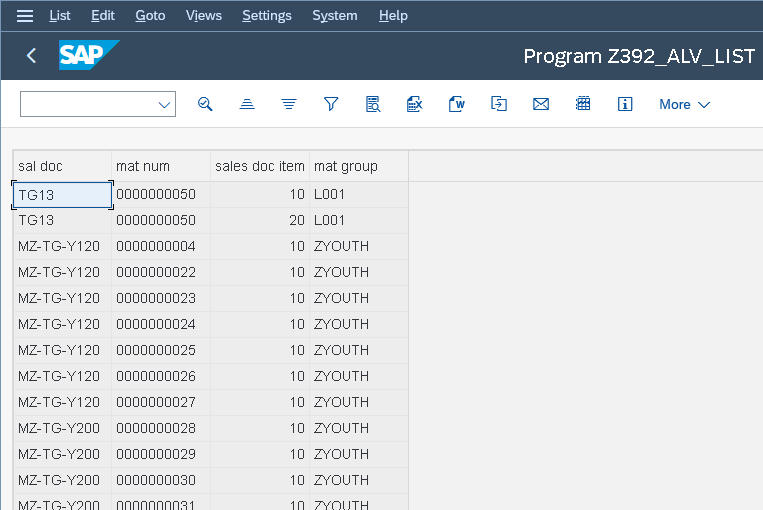 List Edit Goto Views Settings System Help
SAP Program Z392_ALV_LIST
More
sal doc mat num sales doc item mat group
TG13 0000000050 10 L001
TG13 0000000050 20 L001
MZ-TG-Y120 0000000004 10 ZYOUTH
MZ-TG-Y120 0000000022 10 ZYOUTH
MZ-TG-Y120 0000000023 10 ZYOUTH
MZ-TG-Y120 0000000024 10 ZYOUTH
MZ-TG-Y120 0000000025 10 ZYOUTH
MZ-TG-Y120 0000000026 10 ZYOUTH
MZ-TG-Y120 0000000027 10 ZYOUTH
MZ-TG-Y200 0000000028 10 ZYOUTH
MZ-TG-Y200 0000000029 10 ZYOUTH
MZ-TG-Y200 0000000030 10 ZYOUTH
MZ-TG-Y200 0000000031 10 ZYOUTH